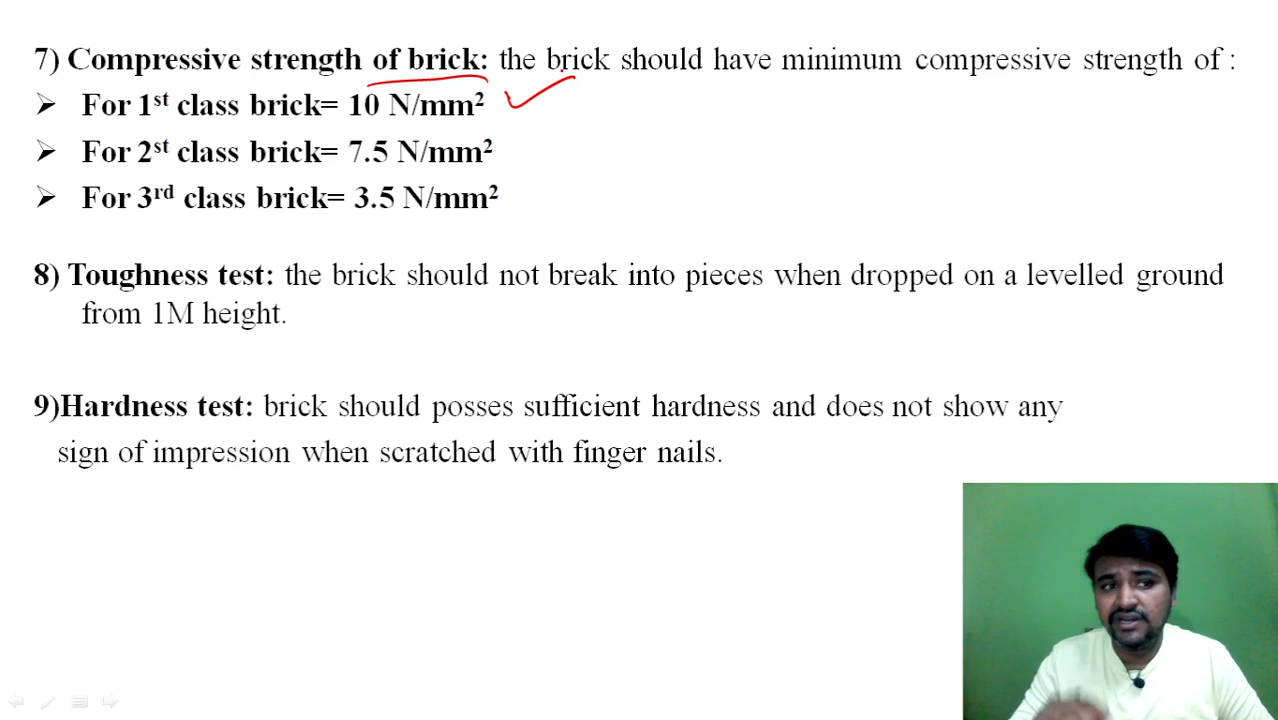 7) Compressive strength of brick: the brick should have minimum compressive strength of :
➢ For 1st class brick= 10 N/mm²
➢ For 2st class brick= 7.5 N/mm²
➢ For 3rd class brick= 3.5 N/mm²
8) Toughness test: the brick should not break into pieces when dropped on a levelled ground
from 1M height.
9)Hardness test: brick should posses sufficient hardness and does not show any
sign of impression when scratched with finger nails.